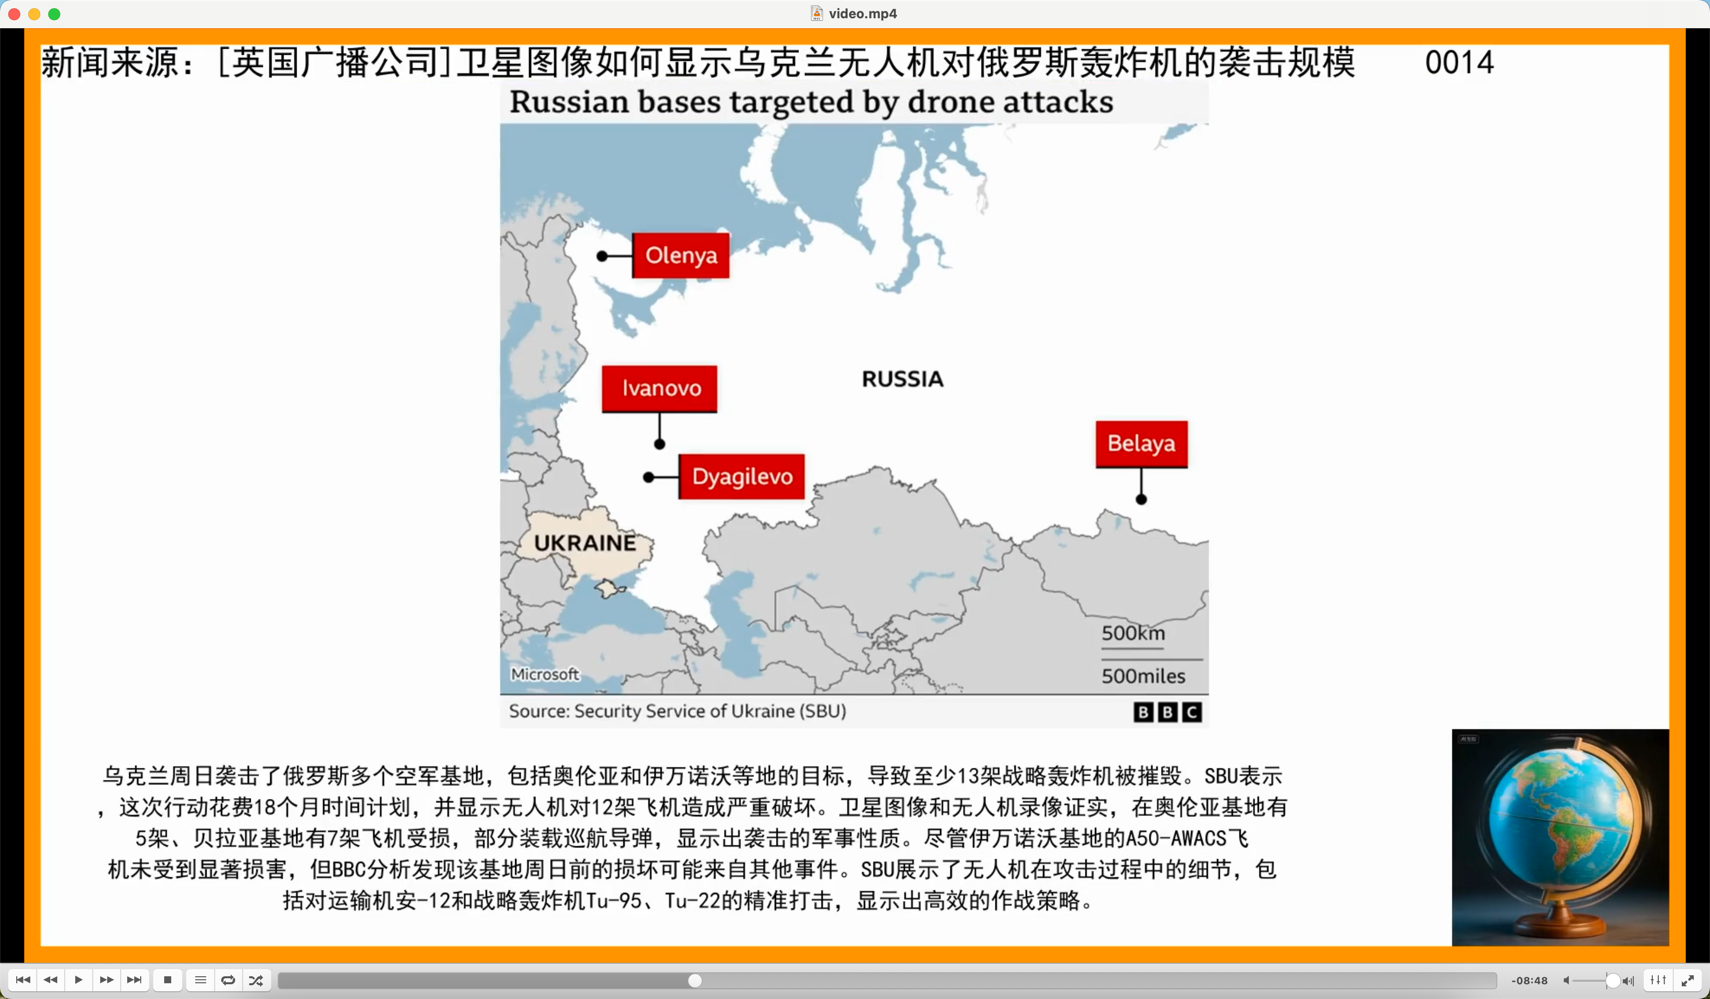 video.mp4
新闻来源：[英国广播公司]卫星图像如何显示乌克兰无人机对俄罗斯轰炸机的袭击规模 0014
Russian bases targeted by drone attacks
Olenya
Ivanovo
RUSSIA
Belaya
Dyagilevo
UKRAINE
500km
500miles
Microsoft
Source: Security Service of Ukraine (SBU)
BBC
乌克兰周日袭击了俄罗斯多个空军基地，包括奥伦亚和伊万诺沃等地的目标，导致至少13架战略轰炸机被摧毁。SBU表示
，这次行动花费18个月时间计划，并显示无人机对12架飞机造成严重破坏。卫星图像和无人机录像证实，在奥伦亚基地有
5架、贝拉亚基地有7架飞机受损，部分装载巡航导弹，显示出袭击的军事性质。尽管伊万诺沃基地的A50-AWACS飞
机未受到显著损害，但BBC分析发现该基地周日前的损坏可能来自其他事件。SBU展示了无人机在攻击过程中的细节，包
括对运输机安-12和战略轰炸机Tu-95、Tu-22的精准打击，显示出高效的作战策略。
-08:48